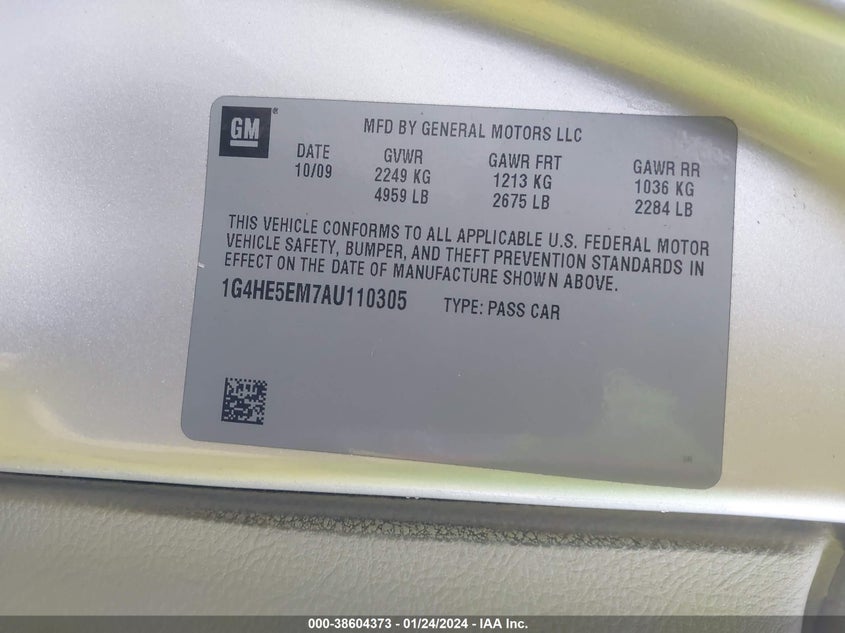 GM® MFD BY GENERAL MOTORS LLC
DATE GVWR GAWR FRT GAWR RR
10/09 2249 KG 1213 KG 1036 KG
4959 LB 2675 LB 2284 LB
THIS VEHICLE CONFORMS TO ALL APPLICABLE U.S. FEDERAL MOTOR
VEHICLE SAFETY, BUMPER, AND THEFT PREVENTION STANDARDS IN
EFFECT ON THE DATE OF MANUFACTURE SHOWN ABOVE.
1G4HE5EM7AU110305 TYPE: PASS CAR
000-38604373 - 01/24/2024 - IAA Inc.